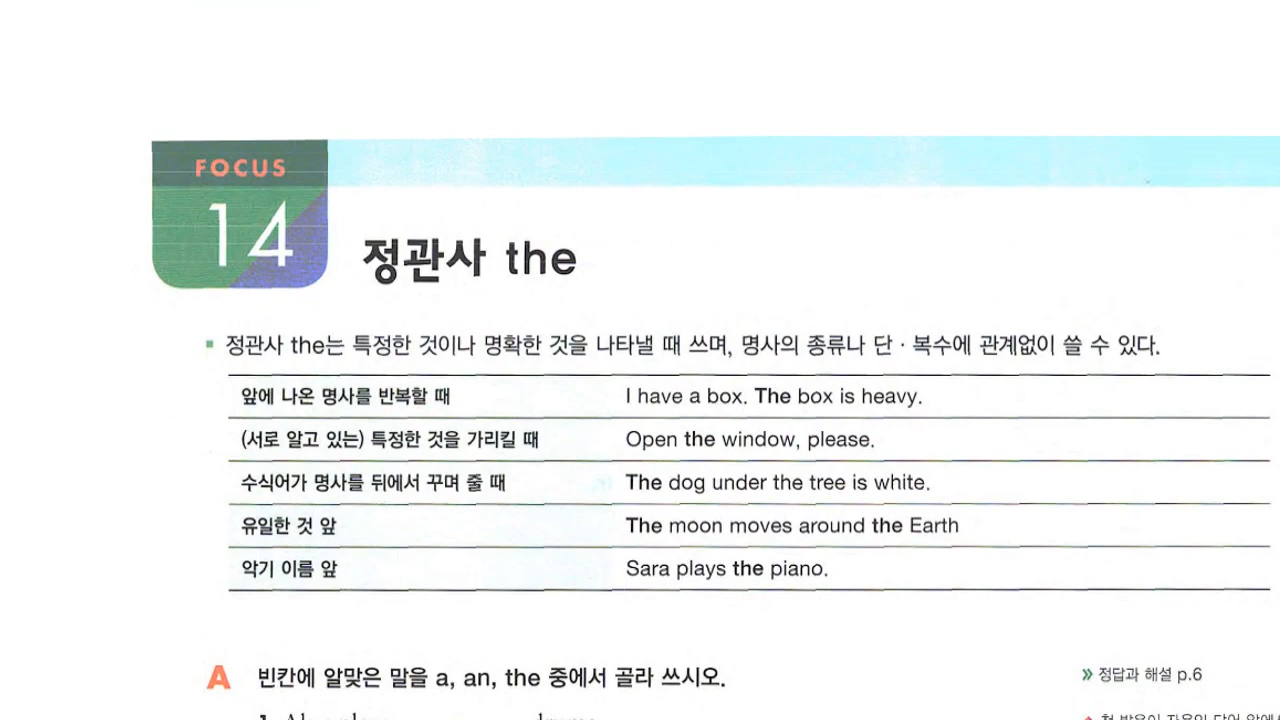 FOCUS
14
정관사 the
정관사 the는 특정한 것이나 명확한 것을 나타낼 때 쓰며, 명사의 종류나 단 · 복수에 관계없이 쓸 수 있다.
앞에 나온 명사를 반복할 때 I have a box. The box is heavy.
(서로 알고 있는) 특정한 것을 가리킬 때 Open the window, please.
수식어가 명사를 뒤에서 꾸며 줄 때 The dog under the tree is white.
유일한 것 앞 The moon moves around the Earth
악기 이름 앞 Sara plays the piano.
A 빈칸에 알맞은 말을 a, an, the 중에서 골라 쓰시오.
» 정답과 해설 p.6